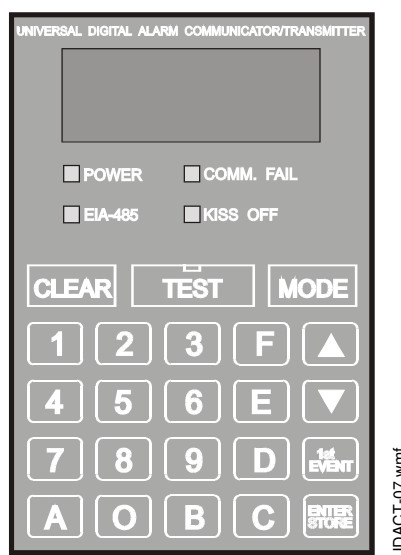 UNIVERSAL DIGITAL ALARM COMMUNICATOR/TRANSMITTER
POWER COMM. FAIL
EIA-485 KISS OFF
CLEAR TEST MODE
1 2 3 F
4 5 6 E
7 8 9 D 1st EVENT
A O B C ENTER STORE
UDACT-07.wmf